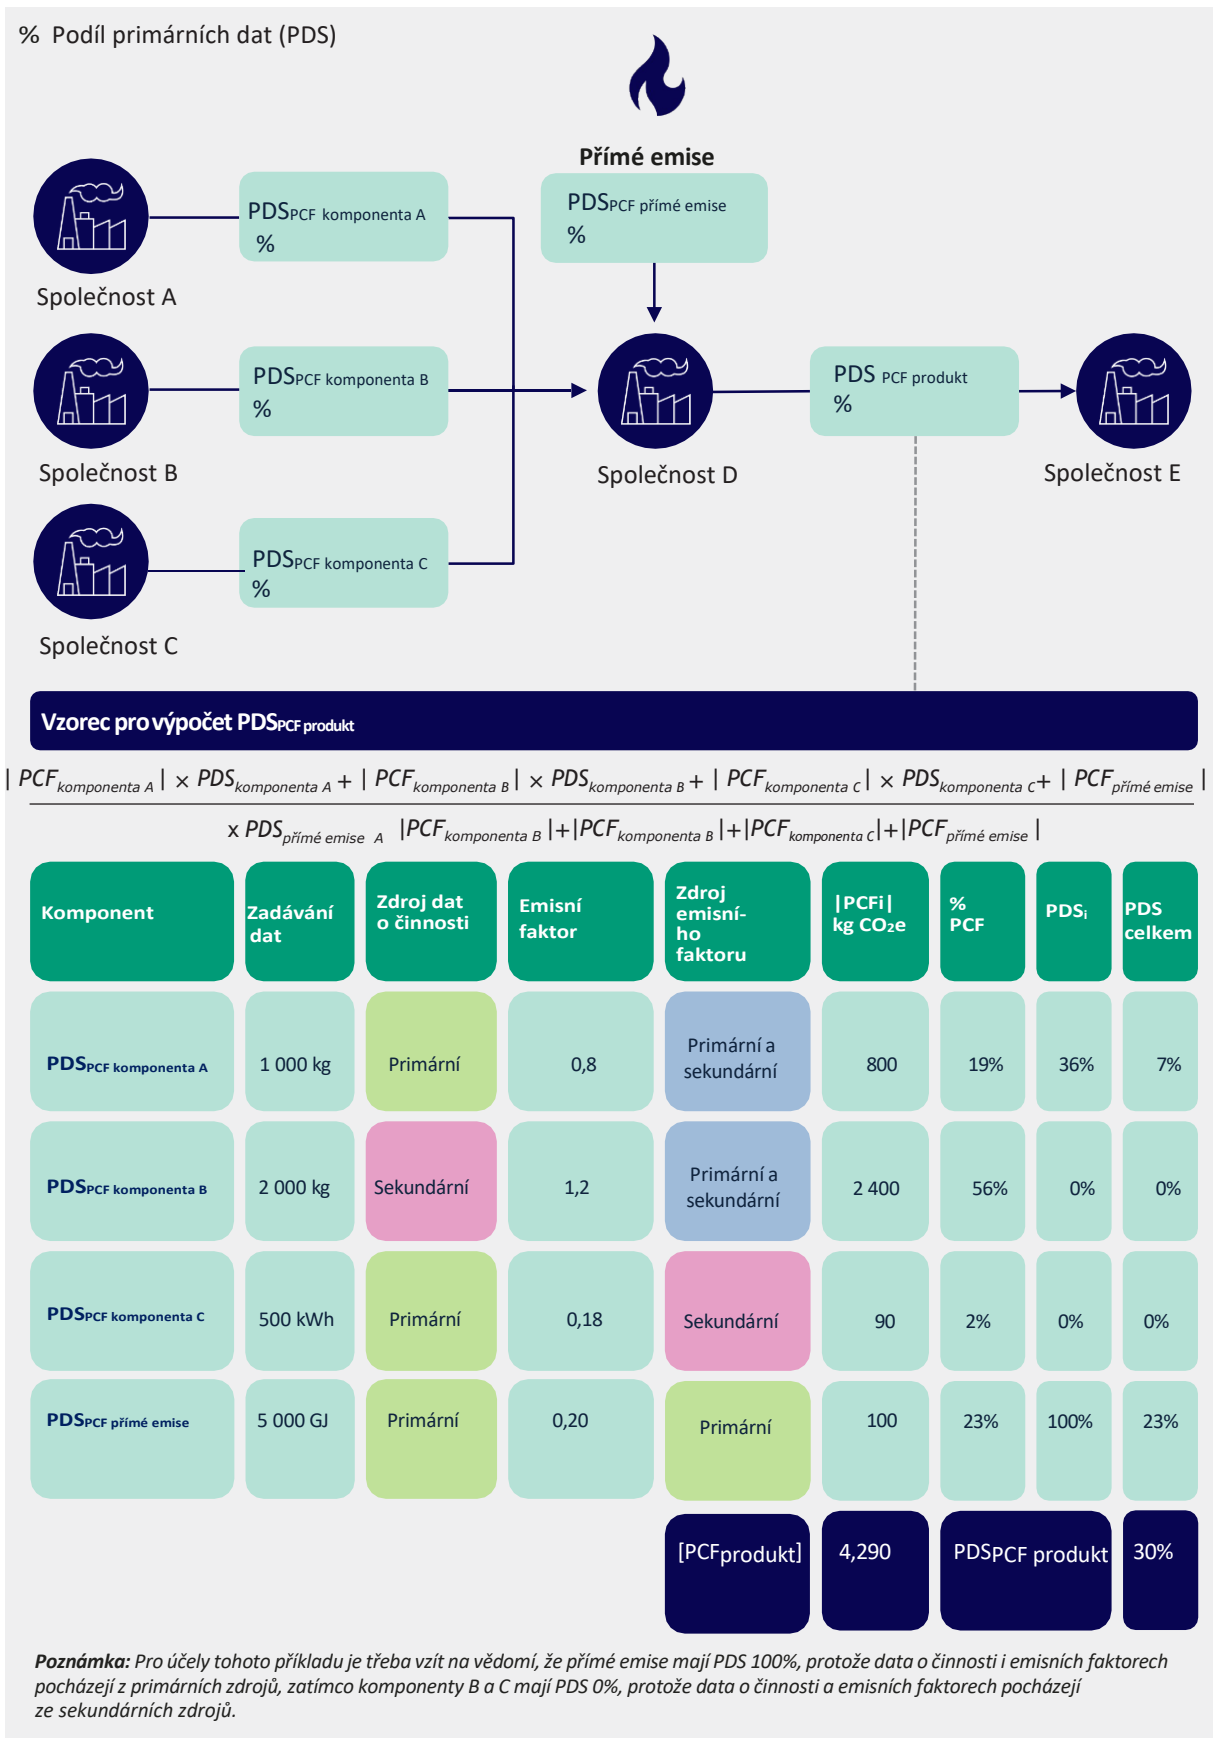 % Podíl primárních dat (PDS)
Přímé emise
PDSPCF přímé emise
%
PDSPCF komponenta A
%
Společnost A
PDSPCF komponenta B
%
Společnost B
PDS PCF produkt
%
Společnost D
Společnost E
PDSPCF komponenta C
%
Společnost C
Vzorec pro výpočet PDSPCF produkt
| PCFkomponenta A | × PDSkomponenta A + | PCFkomponenta B | × PDSkomponenta B + | PCFkomponenta C | × PDSkomponenta C + | PCFpřímé emise |
x PDSpřímé emise A |PCFkomponenta B |+|PCFkomponenta B |+|PCFkomponenta C|+|PCFpřímé emise |
Komponent
Zadávání
dat
Zdroj dat
o činnosti
Emisní
faktor
Zdroj
emisní-
ho
faktoru
|PCFi|
kg CO₂e
%
PCF
PDSᵢ
PDS
celkem
PDSPCF komponenta A
1 000 kg
Primární
0,8
Primární a
sekundární
800
19%
36%
7%
PDSPCF komponenta B
2 000 kg
Sekundární
1,2
Primární a
sekundární
2 400
56%
0%
0%
PDSPCF komponenta C
500 kWh
Primární
0,18
Sekundární
90
2%
0%
0%
PDSPCF přímé emise
5 000 GJ
Primární
0,20
Primární
100
23%
100%
23%
[PCFprodukt]
4,290
PDSPCF produkt
30%
Poznámka: Pro účely tohoto příkladu je třeba vzít na vědomí, že přímé emise mají PDS 100%, protože data o činnosti i emisních faktorech
pocházejí z primárních zdrojů, zatímco komponenty B a C mají PDS 0%, protože data o činnosti a emisních faktorech pocházejí
ze sekundárních zdrojů.